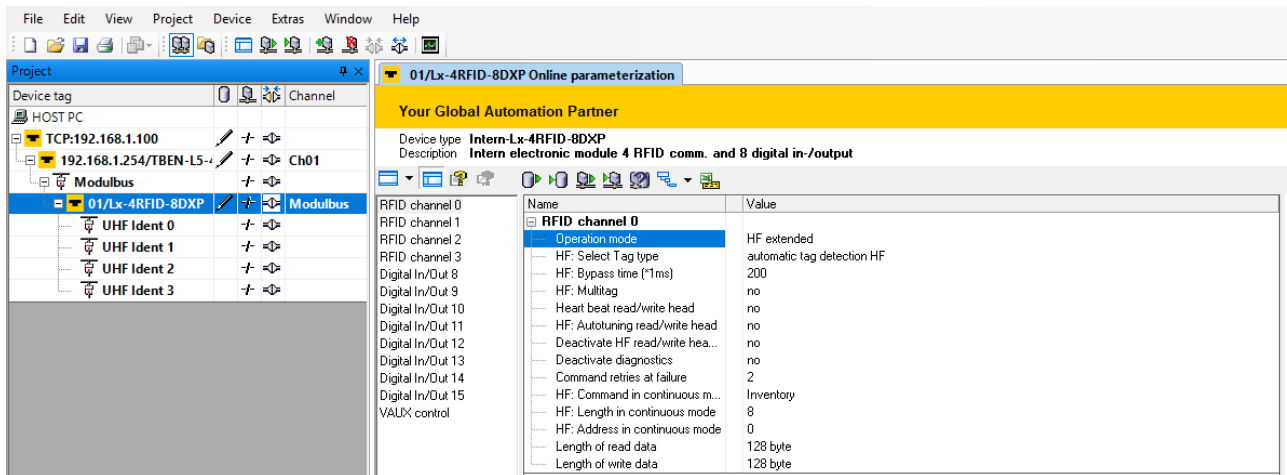 File Edit View Project Device Extras Window Help
Project
Device tag Channel
HOST PC
TCP:192.168.1.100
192.168.1.254/TBEN-L5-4 Ch01
Modulbus
01/Lx-4RFID-8DXP Modulbus
UHF Ident 0
UHF Ident 1
UHF Ident 2
UHF Ident 3
01/Lx-4RFID-8DXP Online parameterization
Your Global Automation Partner
Device type Intern-Lx-4RFID-8DXP
Description Intern electronic module 4 RFID comm. and 8 digital in-/output
RFID channel 0
RFID channel 1
RFID channel 2
RFID channel 3
Digital In/Out 8
Digital In/Out 9
Digital In/Out 10
Digital In/Out 11
Digital In/Out 12
Digital In/Out 13
Digital In/Out 14
Digital In/Out 15
VAUX control
Name Value
RFID channel 0
Operation mode HF extended
HF: Select Tag type automatic tag detection HF
HF: Bypass time (*1ms) 200
HF: Multitag no
Heart beat read/write head no
HF: Autotuning read/write head no
Deactivate HF read/write hea... no
Deactivate diagnostics no
Command retries at failure 2
HF: Command in continuous m... Inventory
HF: Length in continuous mode 8
HF: Address in continuous mode 0
Length of read data 128 byte
Length of write data 128 byte